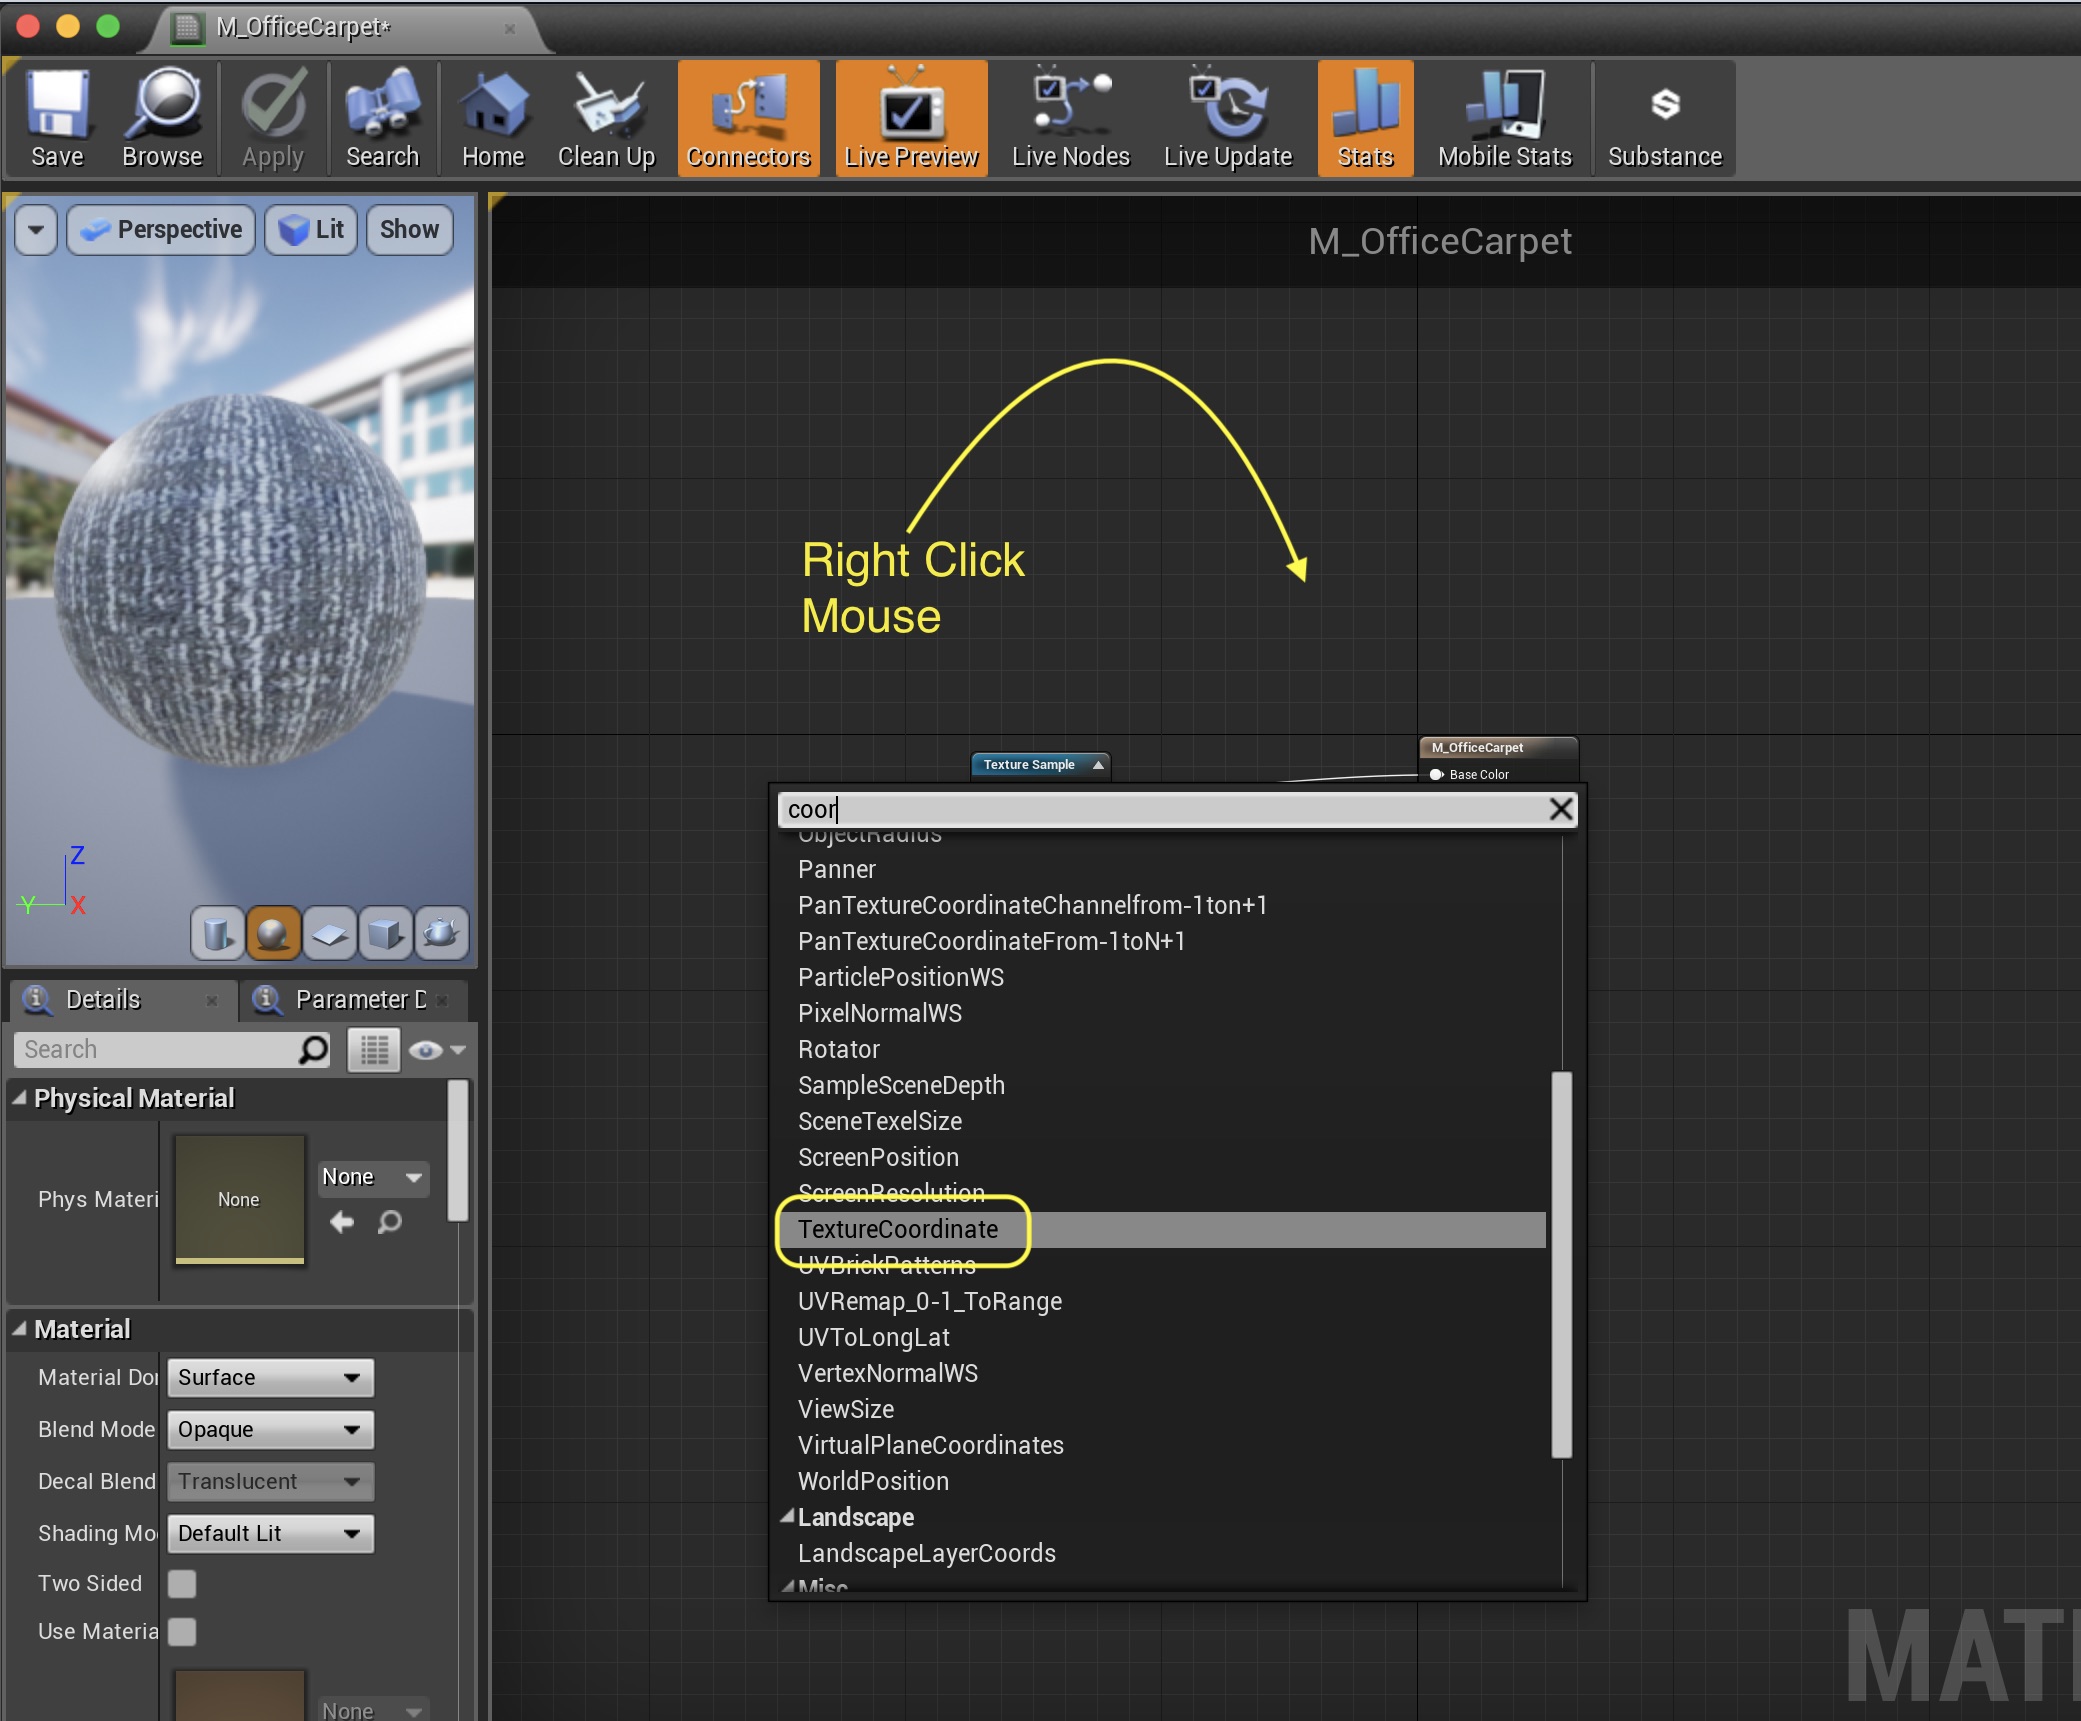 M_OfficeCarpet*
Save
Browse
Apply
Search
Home
Clean Up
Connectors
Live Preview
Live Nodes
Live Update
Stats
Mobile Stats
Substance
Perspective
Lit
Show
M_OfficeCarpet
Right Click
Mouse
Z
Y
X
Texture Sample
M_OfficeCarpet
Base Color
coor
ObjectRadius
Panner
PanTextureCoordinateChannelfrom-1ton+1
PanTextureCoordinateFrom-1toN+1
ParticlePositionWS
PixelNormalWS
Rotator
SampleSceneDepth
SceneTexelSize
ScreenPosition
ScreenResolution
TextureCoordinate
UVBrickPatterns
UVRemap_0-1_ToRange
UVToLongLat
VertexNormalWS
ViewSize
VirtualPlaneCoordinates
WorldPosition
Landscape
LandscapeLayerCoords
Misc
Details
Parameter D
Search
Physical Material
Phys Materi
None
None
Material
Material Do
Surface
Blend Mode
Opaque
Decal Blend
Translucent
Shading Mo
Default Lit
Two Sided
Use Materia
None
MATE